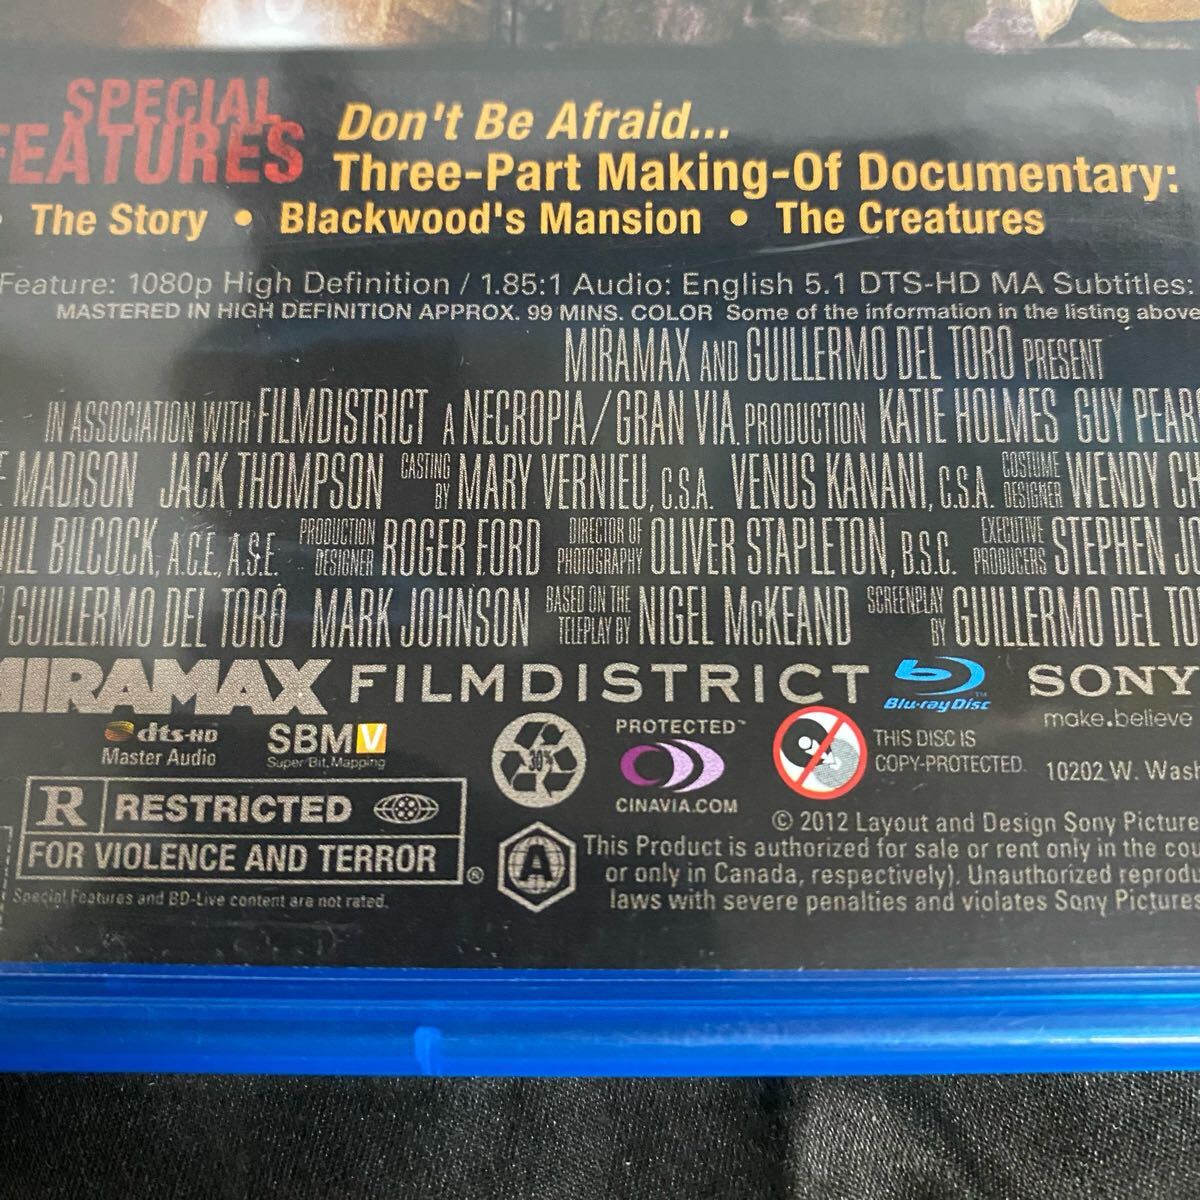 SPECIAL
FEATURES
Don't Be Afraid...
Three-Part Making-Of Documentary:
• The Story • Blackwood's Mansion • The Creatures
Feature: 1080p High Definition / 1.85:1 Audio: English 5.1 DTS-HD MA Subtitles:
MASTERED IN HIGH DEFINITION APPROX. 99 MINS. COLOR Some of the information in the listing above
MIRAMAX AND GUILLERMO DEL TORO PRESENT
IN ASSOCIATION WITH FILMDISTRICT A NECROPIA/GRAN VIA PRODUCTION KATIE HOLMES GUY PEAR
MADISON JACK THOMPSON CASTING BY MARY VERNIEU, C.S.A. VENUS KANANI, C.S.A. COSTUME DESIGNER WENDY CH
BILCOCK, A.C.E., A.S.E. PRODUCTION DESIGNER ROGER FORD DIRECTOR OF PHOTOGRAPHY OLIVER STAPLETON, B.S.C. EXECUTIVE PRODUCERS STEPHEN JO
GUILLERMO DEL TORO MARK JOHNSON BASED ON THE TELEPLAY BY NIGEL McKEAND SCREENPLAY BY GUILLERMO DEL TO
MIRAMAX FILMDISTRICT Blu-ray Disc™ SONY
make.believe
dts-HD
Master Audio
SBMV
Super Bit Mapping
30%
PROTECTED™
CINAVIA.COM
THIS DISC IS
COPY-PROTECTED.
10202 W. Wash
R RESTRICTED
FOR VIOLENCE AND TERROR ®
Special Features and BD-Live content are not rated.
A
© 2012 Layout and Design Sony Picture
This Product is authorized for sale or rent only in the cou
or only in Canada, respectively). Unauthorized reprodu
laws with severe penalties and violates Sony Pictures